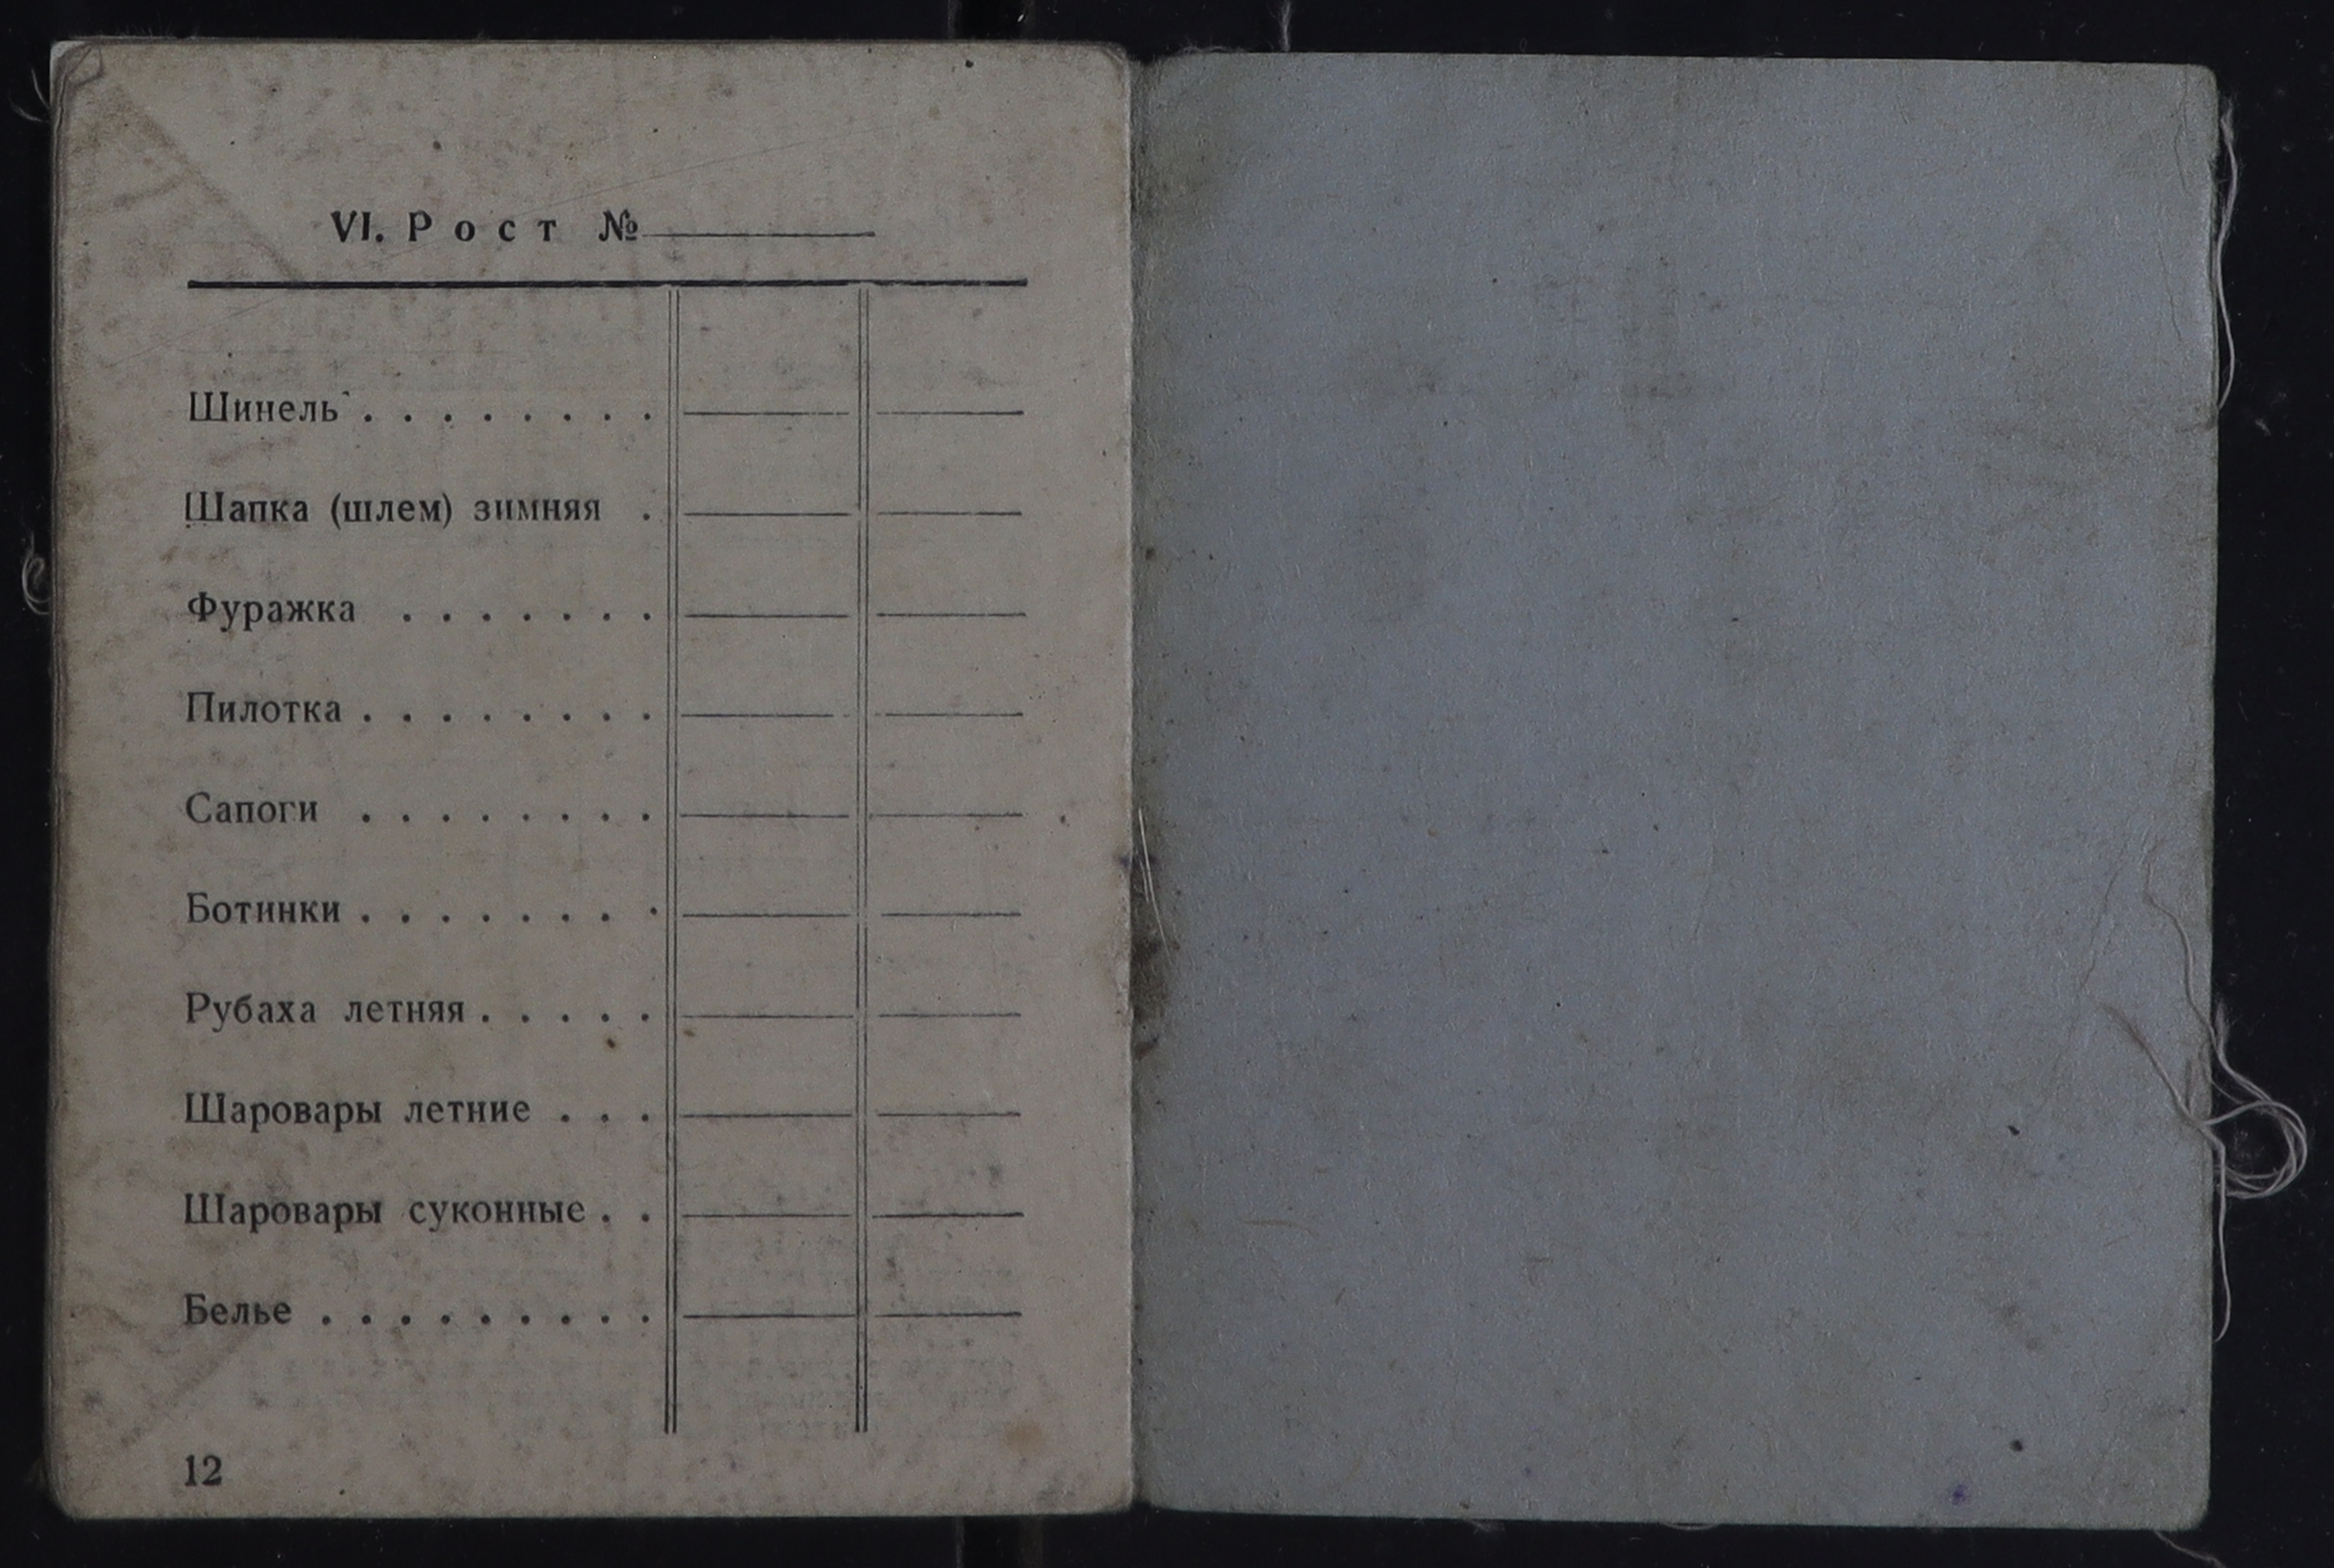 VI. Рост №
Шинель . . . . . . . .
Шапка (шлем) зимняя .
Фуражка . . . . . . .
Пилотка . . . . . . . .
Сапоги . . . . . . . .
Ботинки . . . . . . . .
Рубаха летняя . . . . .
Шаровары летние . . .
Шаровары суконные . .
Белье . . . . . . . . .
12